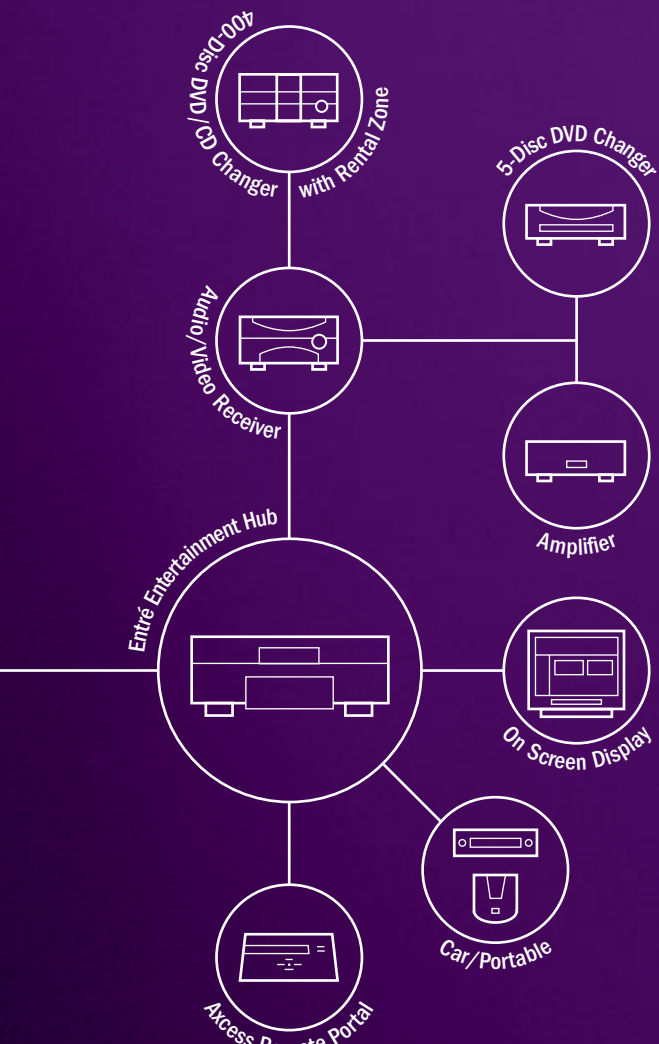 400-Disc DVD/CD Changer with Rental Zone
5-Disc DVD Changer
Audio/Video Receiver
Amplifier
Entré Entertainment Hub
On Screen Display
Car/Portable
Axcess Remote Portal